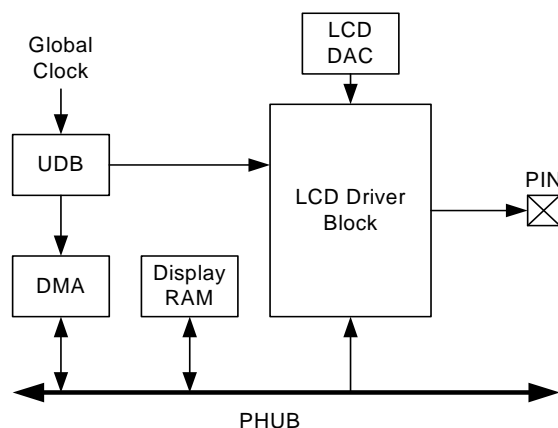 LCD
DAC
Global
Clock
UDB
LCD Driver
Block
PIN
DMA
Display
RAM
PHUB